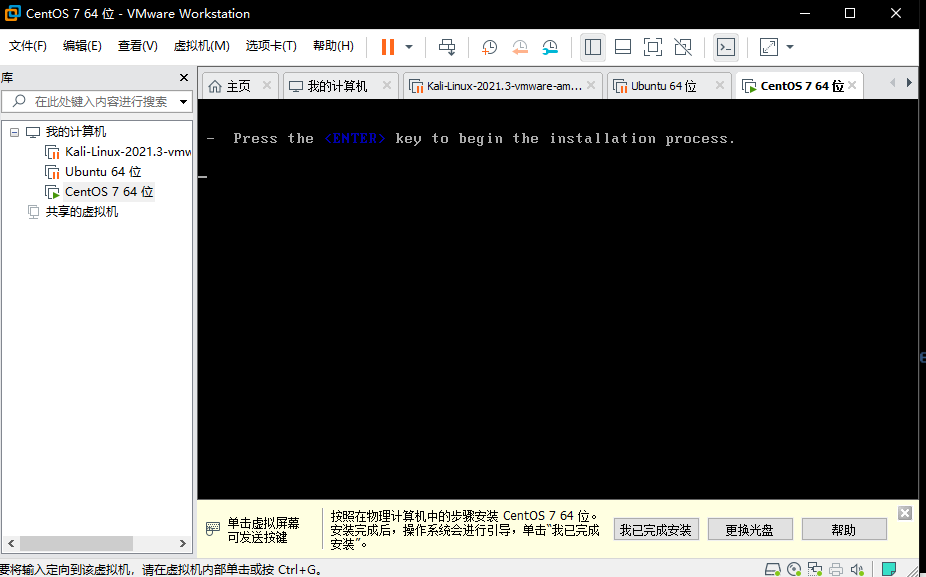 CentOS 7 64 位 - VMware Workstation
文件(F) 编辑(E) 查看(V) 虚拟机(M) 选项卡(T) 帮助(H)
库
在此处键入内容进行搜索
我的计算机
Kali-Linux-2021.3-vmw
Ubuntu 64 位
CentOS 7 64 位
共享的虚拟机
主页 我的计算机 Kali-Linux-2021.3-vmware-am... Ubuntu 64 位 CentOS 7 64 位
- Press the <ENTER> key to begin the installation process.
单击虚拟屏幕
可发送按键
按照在物理计算机中的步骤安装 CentOS 7 64 位。
安装完成后，操作系统会进行引导，单击“我已完成
安装”。
我已完成安装 更换光盘 帮助
要将输入定向到该虚拟机，请在虚拟机内部单击或按 Ctrl+G。